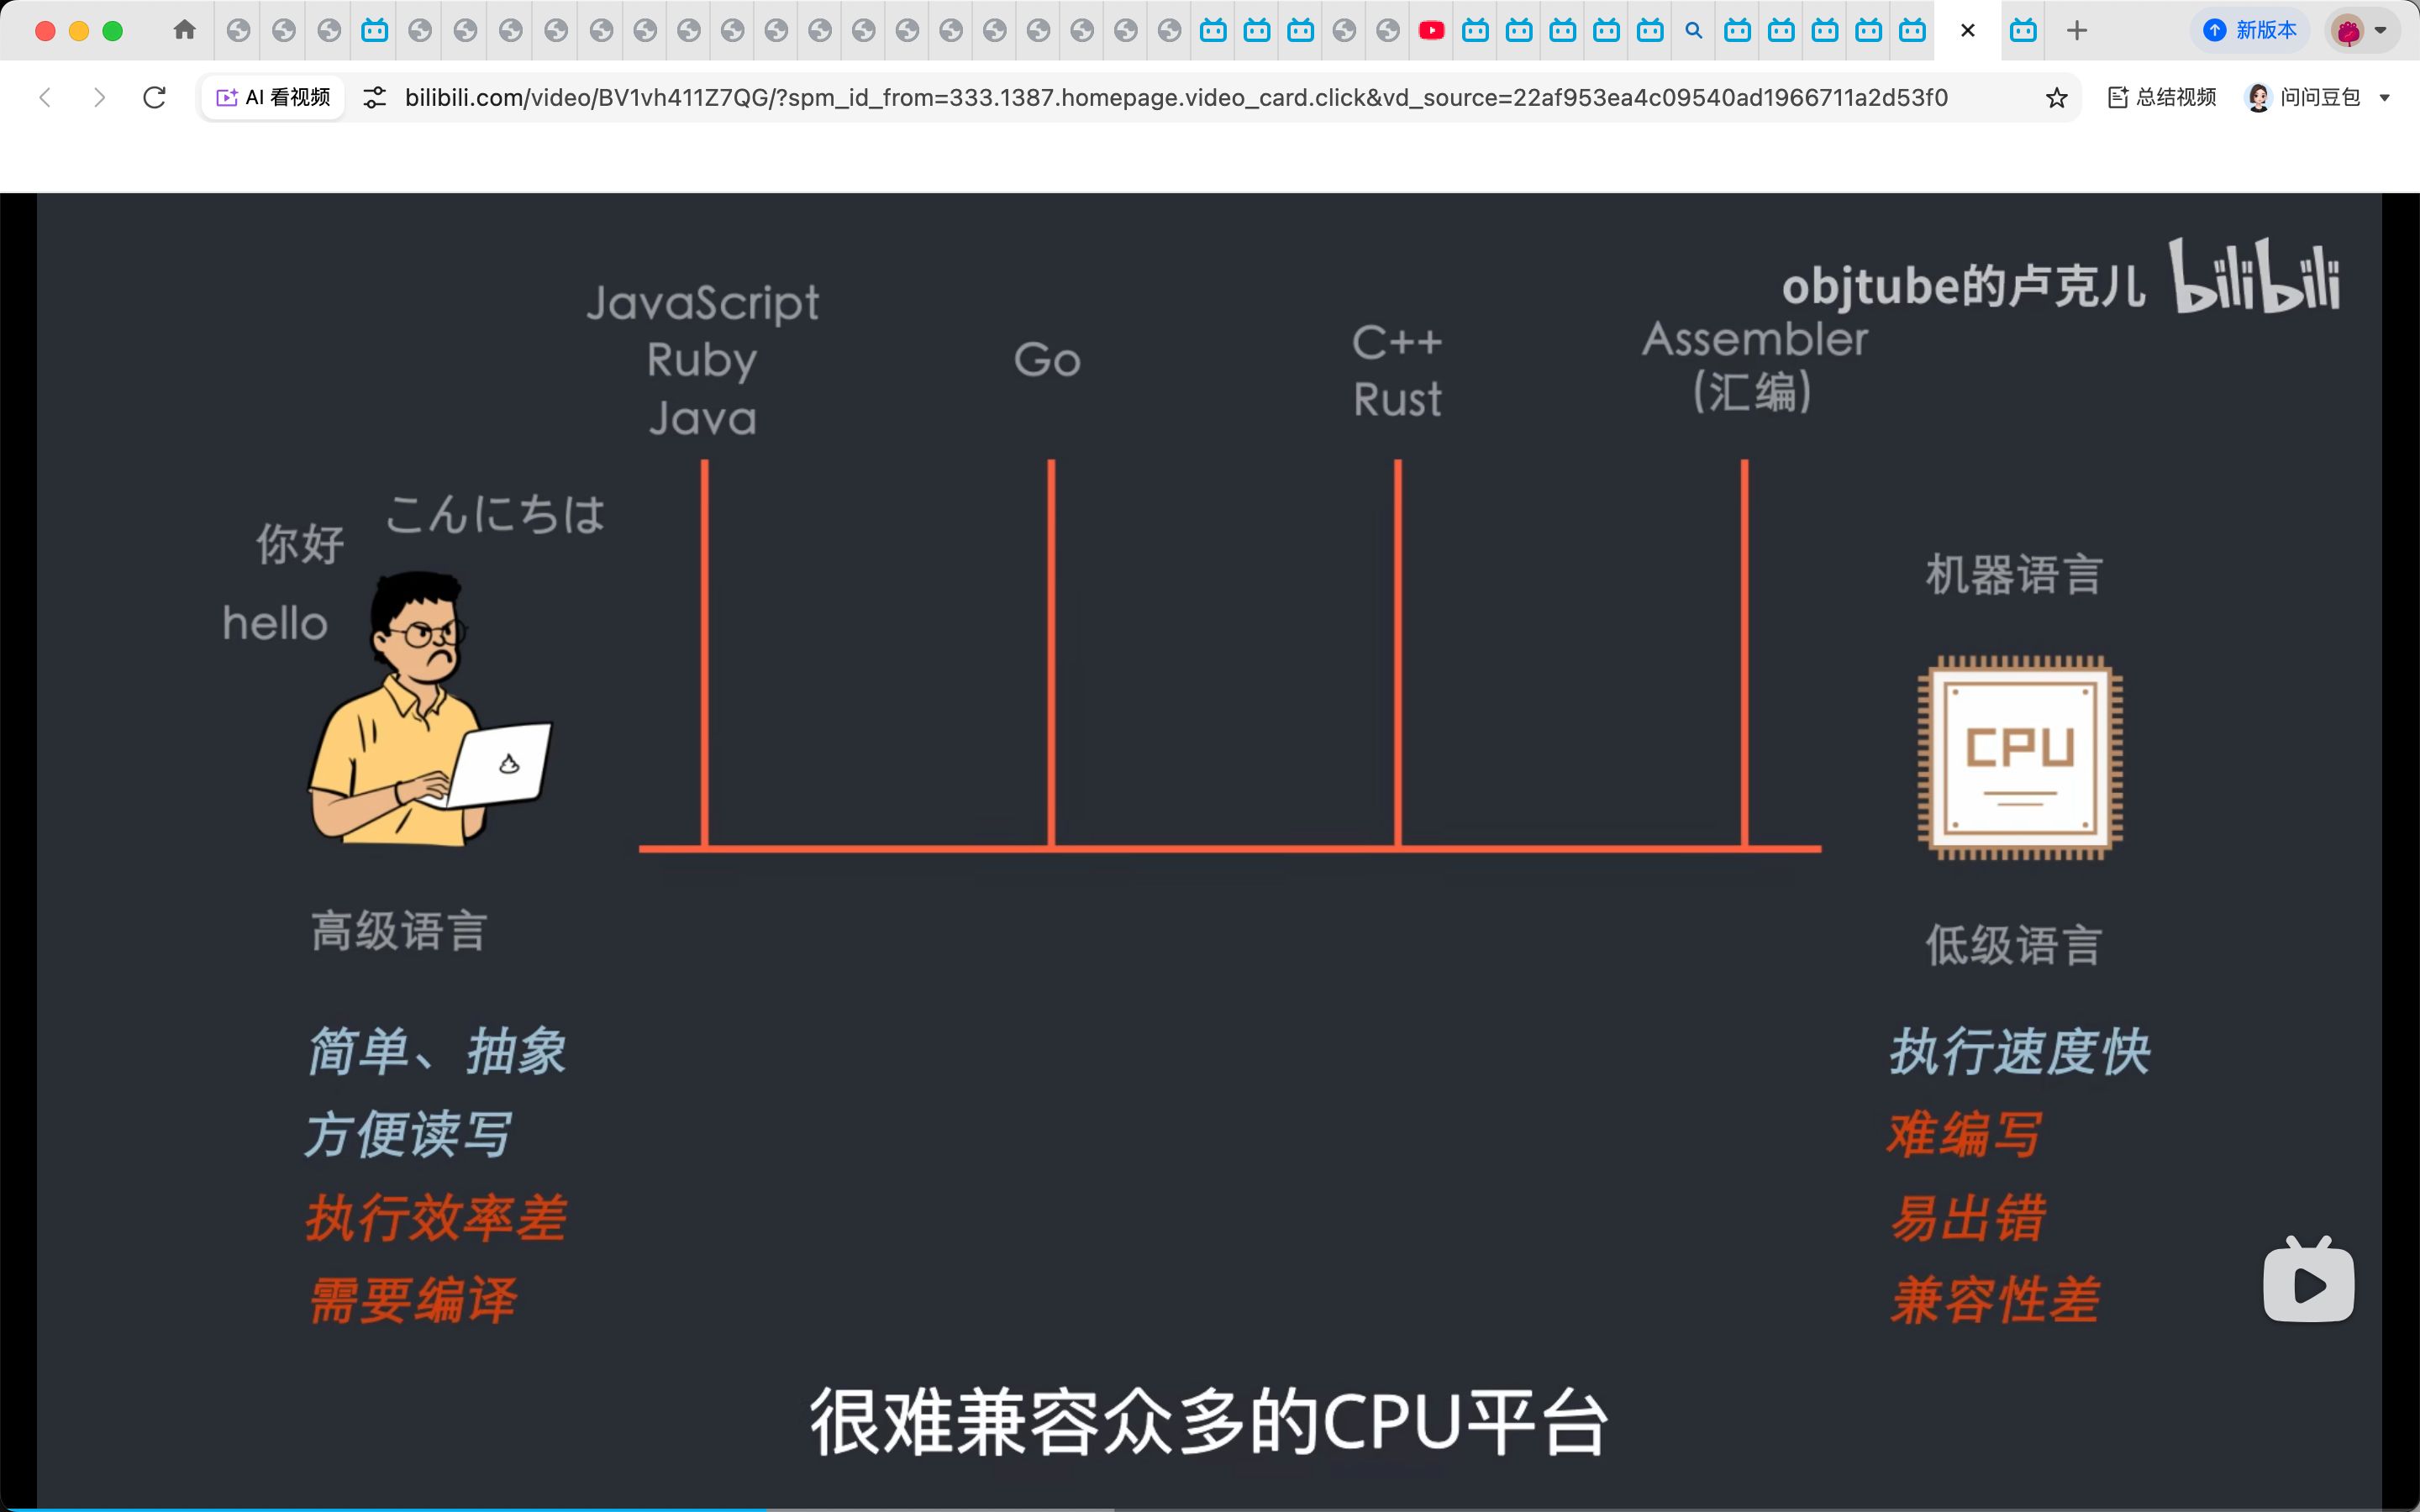 新版本
AI 看视频
bilibili.com/video/BV1vh411Z7QG/?spm_id_from=333.1387.homepage.video_card.click&vd_source=22af953ea4c09540ad1966711a2d53f0
总结视频
问问豆包
objtube的卢克儿 bilibili
JavaScript
Ruby
Java
Go
C++
Rust
Assembler
(汇编)
こんにちは
你好
hello
机器语言
CPU
高级语言
低级语言
简单、抽象
方便读写
执行效率差
需要编译
执行速度快
难编写
易出错
兼容性差
很难兼容众多的CPU平台